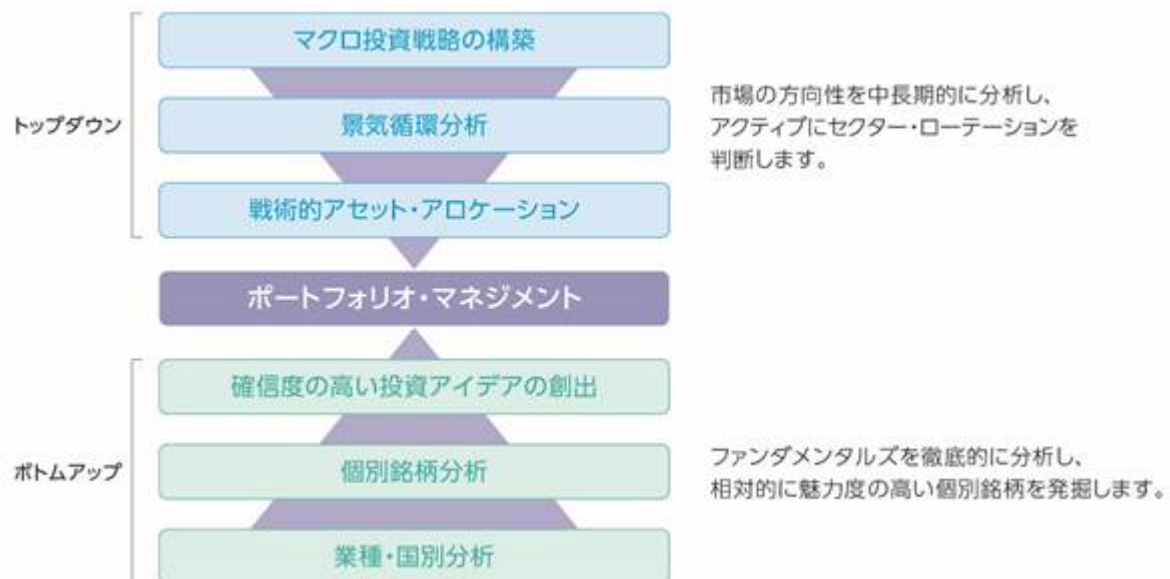 マクロ投資戦略の構築
トップダウン
景気循環分析
戦術的アセット・アロケーション
市場の方向性を中長期的に分析し、
アクティブにセクター・ローテーションを
判断します。
ポートフォリオ・マネジメント
確信度の高い投資アイデアの創出
ボトムアップ
個別銘柄分析
業種・国別分析
ファンダメンタルズを徹底的に分析し、
相対的に魅力度の高い個別銘柄を発掘します。